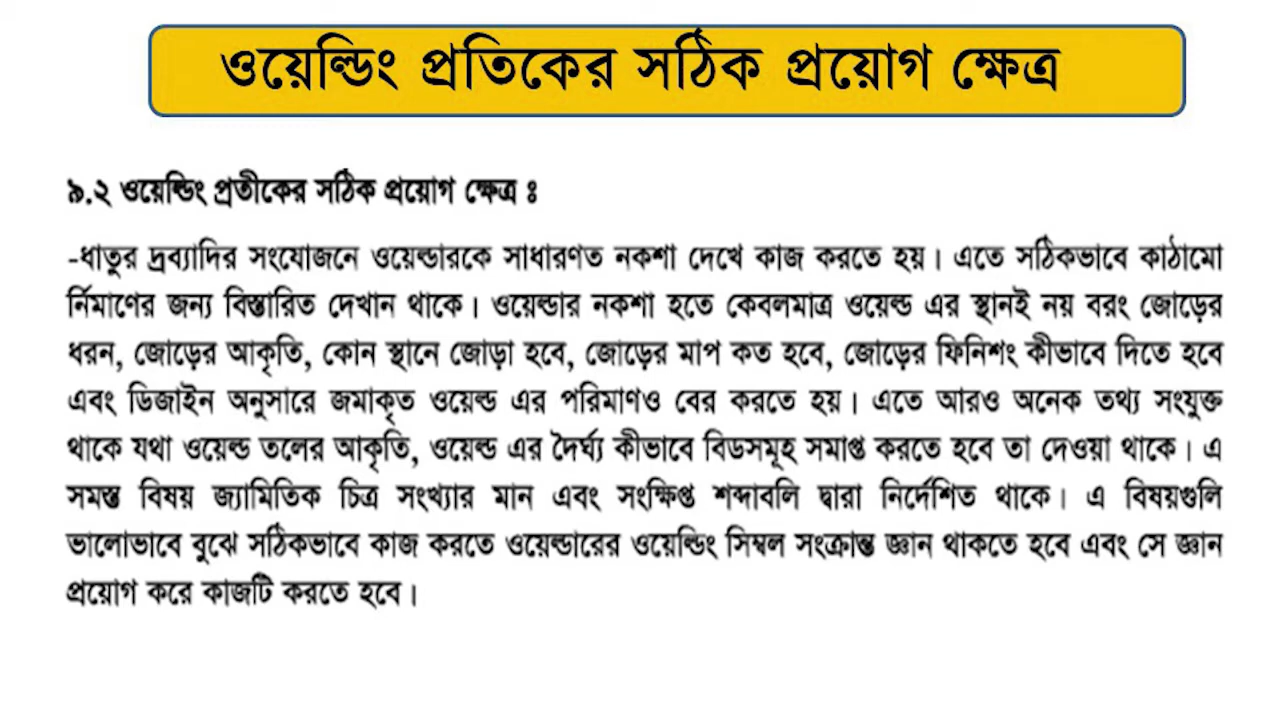 ওয়েল্ডিং প্রতিকের সঠিক প্রয়োগ ক্ষেত্র
৯.২ ওয়েল্ডিং প্রতীকের সঠিক প্রয়োগ ক্ষেত্র ঃ
-ধাতুর দ্রব্যাদির সংযোজনে ওয়েল্ডারকে সাধারণত নকশা দেখে কাজ করতে হয়। এতে সঠিকভাবে কাঠামো
র্নিমাণের জন্য বিস্তারিত দেখান থাকে। ওয়েল্ডার নকশা হতে কেবলমাত্র ওয়েল্ড এর স্থানই নয় বরং জোড়ের
ধরন, জোড়ের আকৃতি, কোন স্থানে জোড়া হবে, জোড়ের মাপ কত হবে, জোড়ের ফিনিশিং কীভাবে দিতে হবে
এবং ডিজাইন অনুসারে জমাকৃত ওয়েল্ড এর পরিমাণও বের করতে হয়। এতে আরও অনেক তথ্য সংযুক্ত
থাকে যথা ওয়েল্ড তলের আকৃতি, ওয়েল্ড এর দৈর্ঘ্য কীভাবে বিডসমূহ সমাপ্ত করতে হবে তা দেওয়া থাকে। এ
সমস্ত বিষয় জ্যামিতিক চিত্র সংখ্যার মান এবং সংক্ষিপ্ত শব্দাবলি দ্বারা নির্দেশিত থাকে। এ বিষয়গুলি
ভালোভাবে বুঝে সঠিকভাবে কাজ করতে ওয়েল্ডারের ওয়েল্ডিং সিম্বল সংক্রান্ত জ্ঞান থাকতে হবে এবং সে জ্ঞান
প্রয়োগ করে কাজটি করতে হবে।